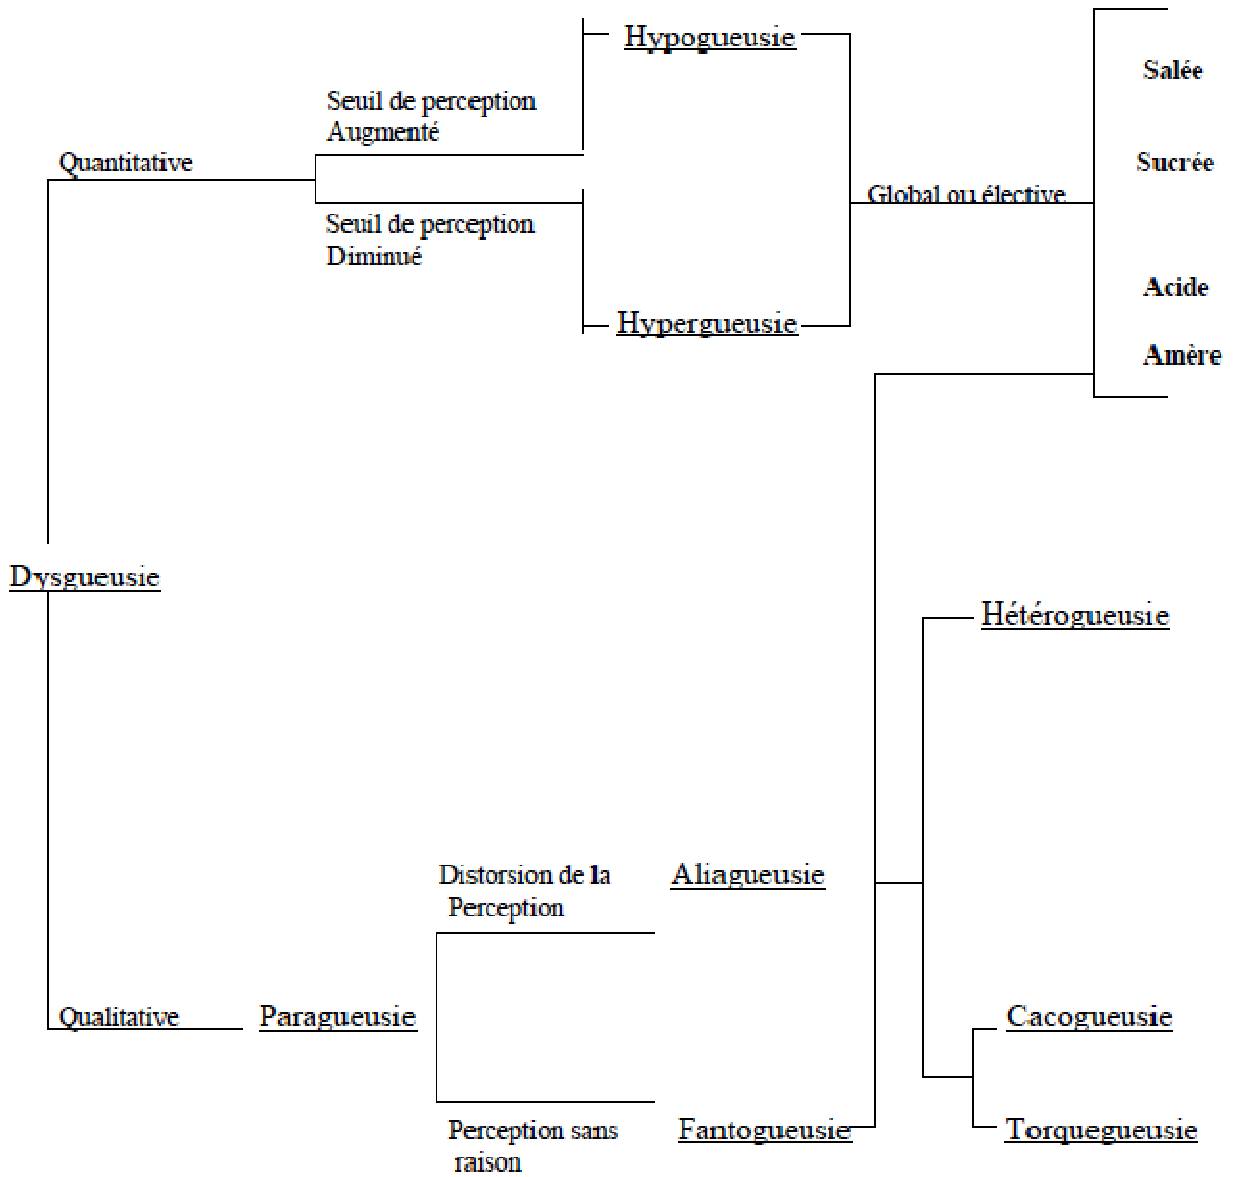 Hypogueusie
Salée
Seuil de perception
Augmenté
Quantitative
Sucrée
Global ou élective
Seuil de perception
Diminué
Acide
Hypergueusie
Amère
Dysgueusie
Hétérogueusie
Distorsion de la
Perception
Aliagueusie
Qualitative
Paragueusie
Cacogueusie
Perception sans
raison
Fantogueusie
Torquegueusie